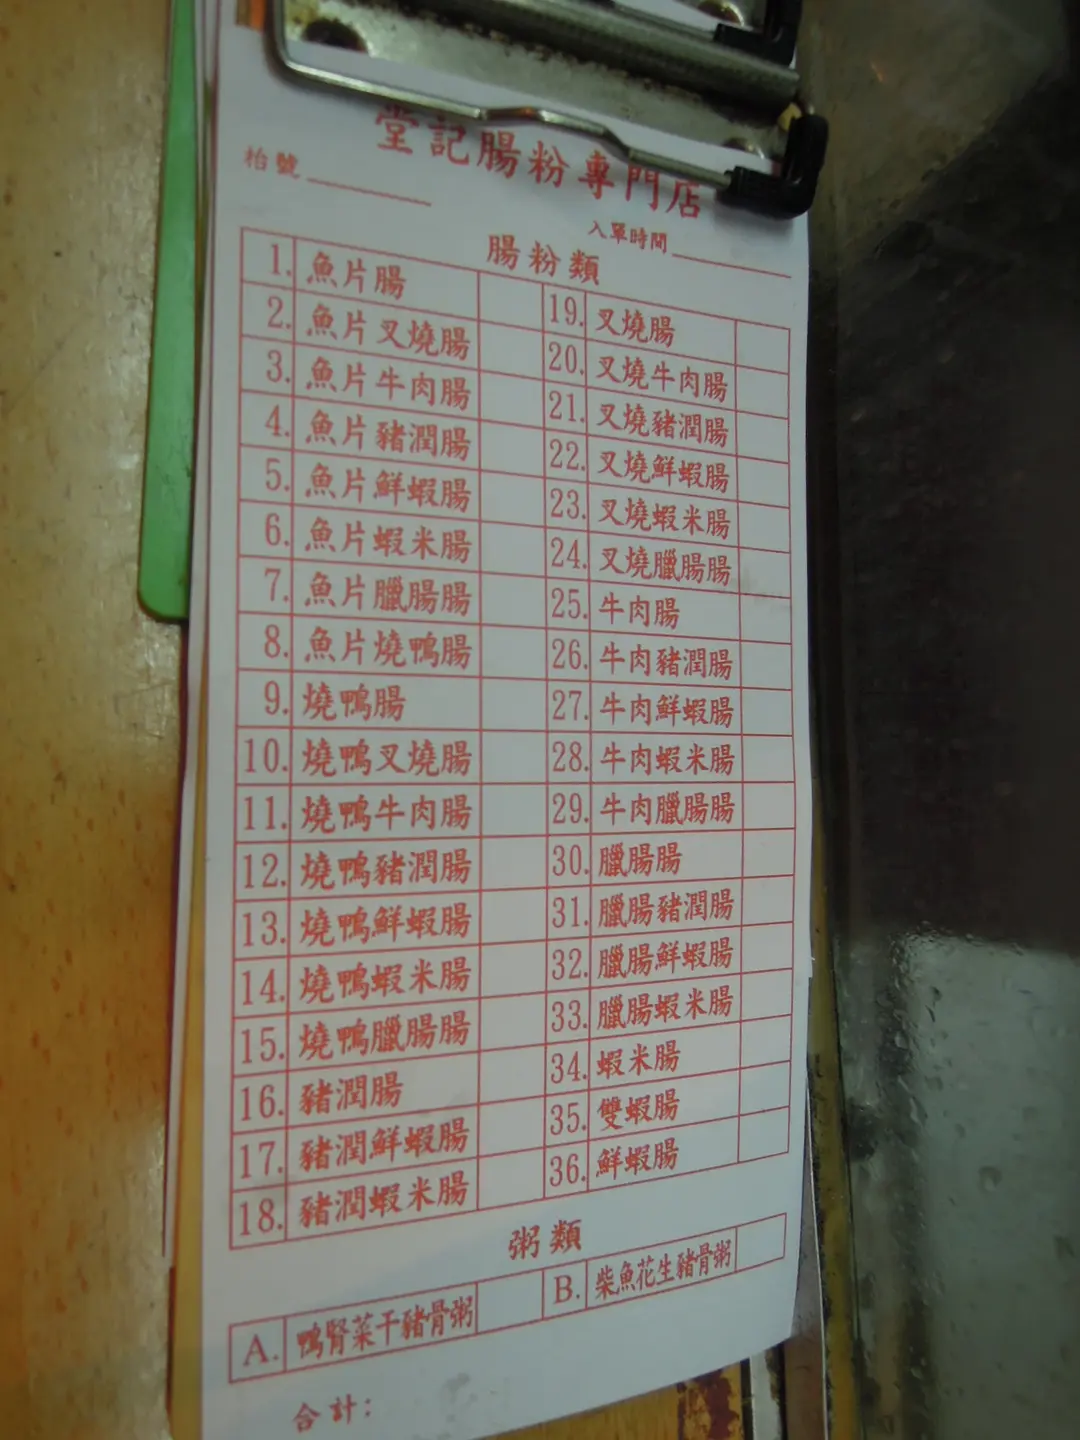 堂記腸粉專門店
枱號
入單時間
腸粉類
1. 魚片腸
2. 魚片叉燒腸
3. 魚片牛肉腸
4. 魚片豬潤腸
5. 魚片鮮蝦腸
6. 魚片蝦米腸
7. 魚片臘腸腸
8. 魚片燒鴨腸
9. 燒鴨腸
10. 燒鴨叉燒腸
11. 燒鴨牛肉腸
12. 燒鴨豬潤腸
13. 燒鴨鮮蝦腸
14. 燒鴨蝦米腸
15. 燒鴨臘腸腸
16. 豬潤腸
17. 豬潤鮮蝦腸
18. 豬潤蝦米腸
19. 叉燒腸
20. 叉燒牛肉腸
21. 叉燒豬潤腸
22. 叉燒鮮蝦腸
23. 叉燒蝦米腸
24. 叉燒臘腸腸
25. 牛肉腸
26. 牛肉豬潤腸
27. 牛肉鮮蝦腸
28. 牛肉蝦米腸
29. 牛肉臘腸腸
30. 臘腸腸
31. 臘腸豬潤腸
32. 臘腸鮮蝦腸
33. 臘腸蝦米腸
34. 蝦米腸
35. 雙蝦腸
36. 鮮蝦腸
粥類
A. 鴨腎菜干豬骨粥
B. 柴魚花生豬骨粥
合計: